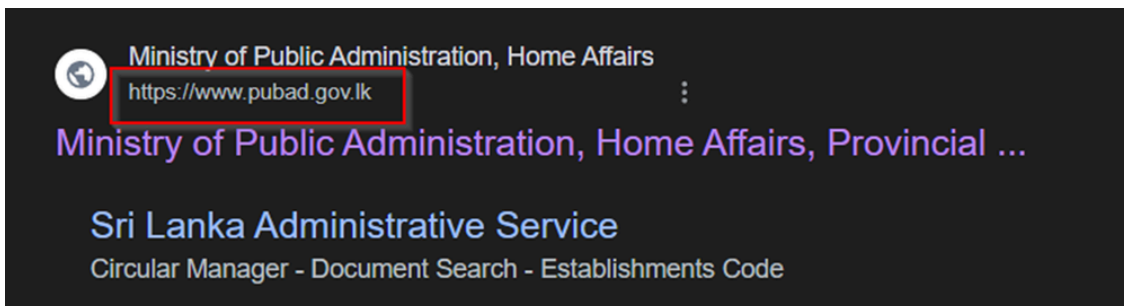 Ministry of Public Administration, Home Affairs
https://www.pubad.gov.lk
Ministry of Public Administration, Home Affairs, Provincial ...
Sri Lanka Administrative Service
Circular Manager - Document Search - Establishments Code